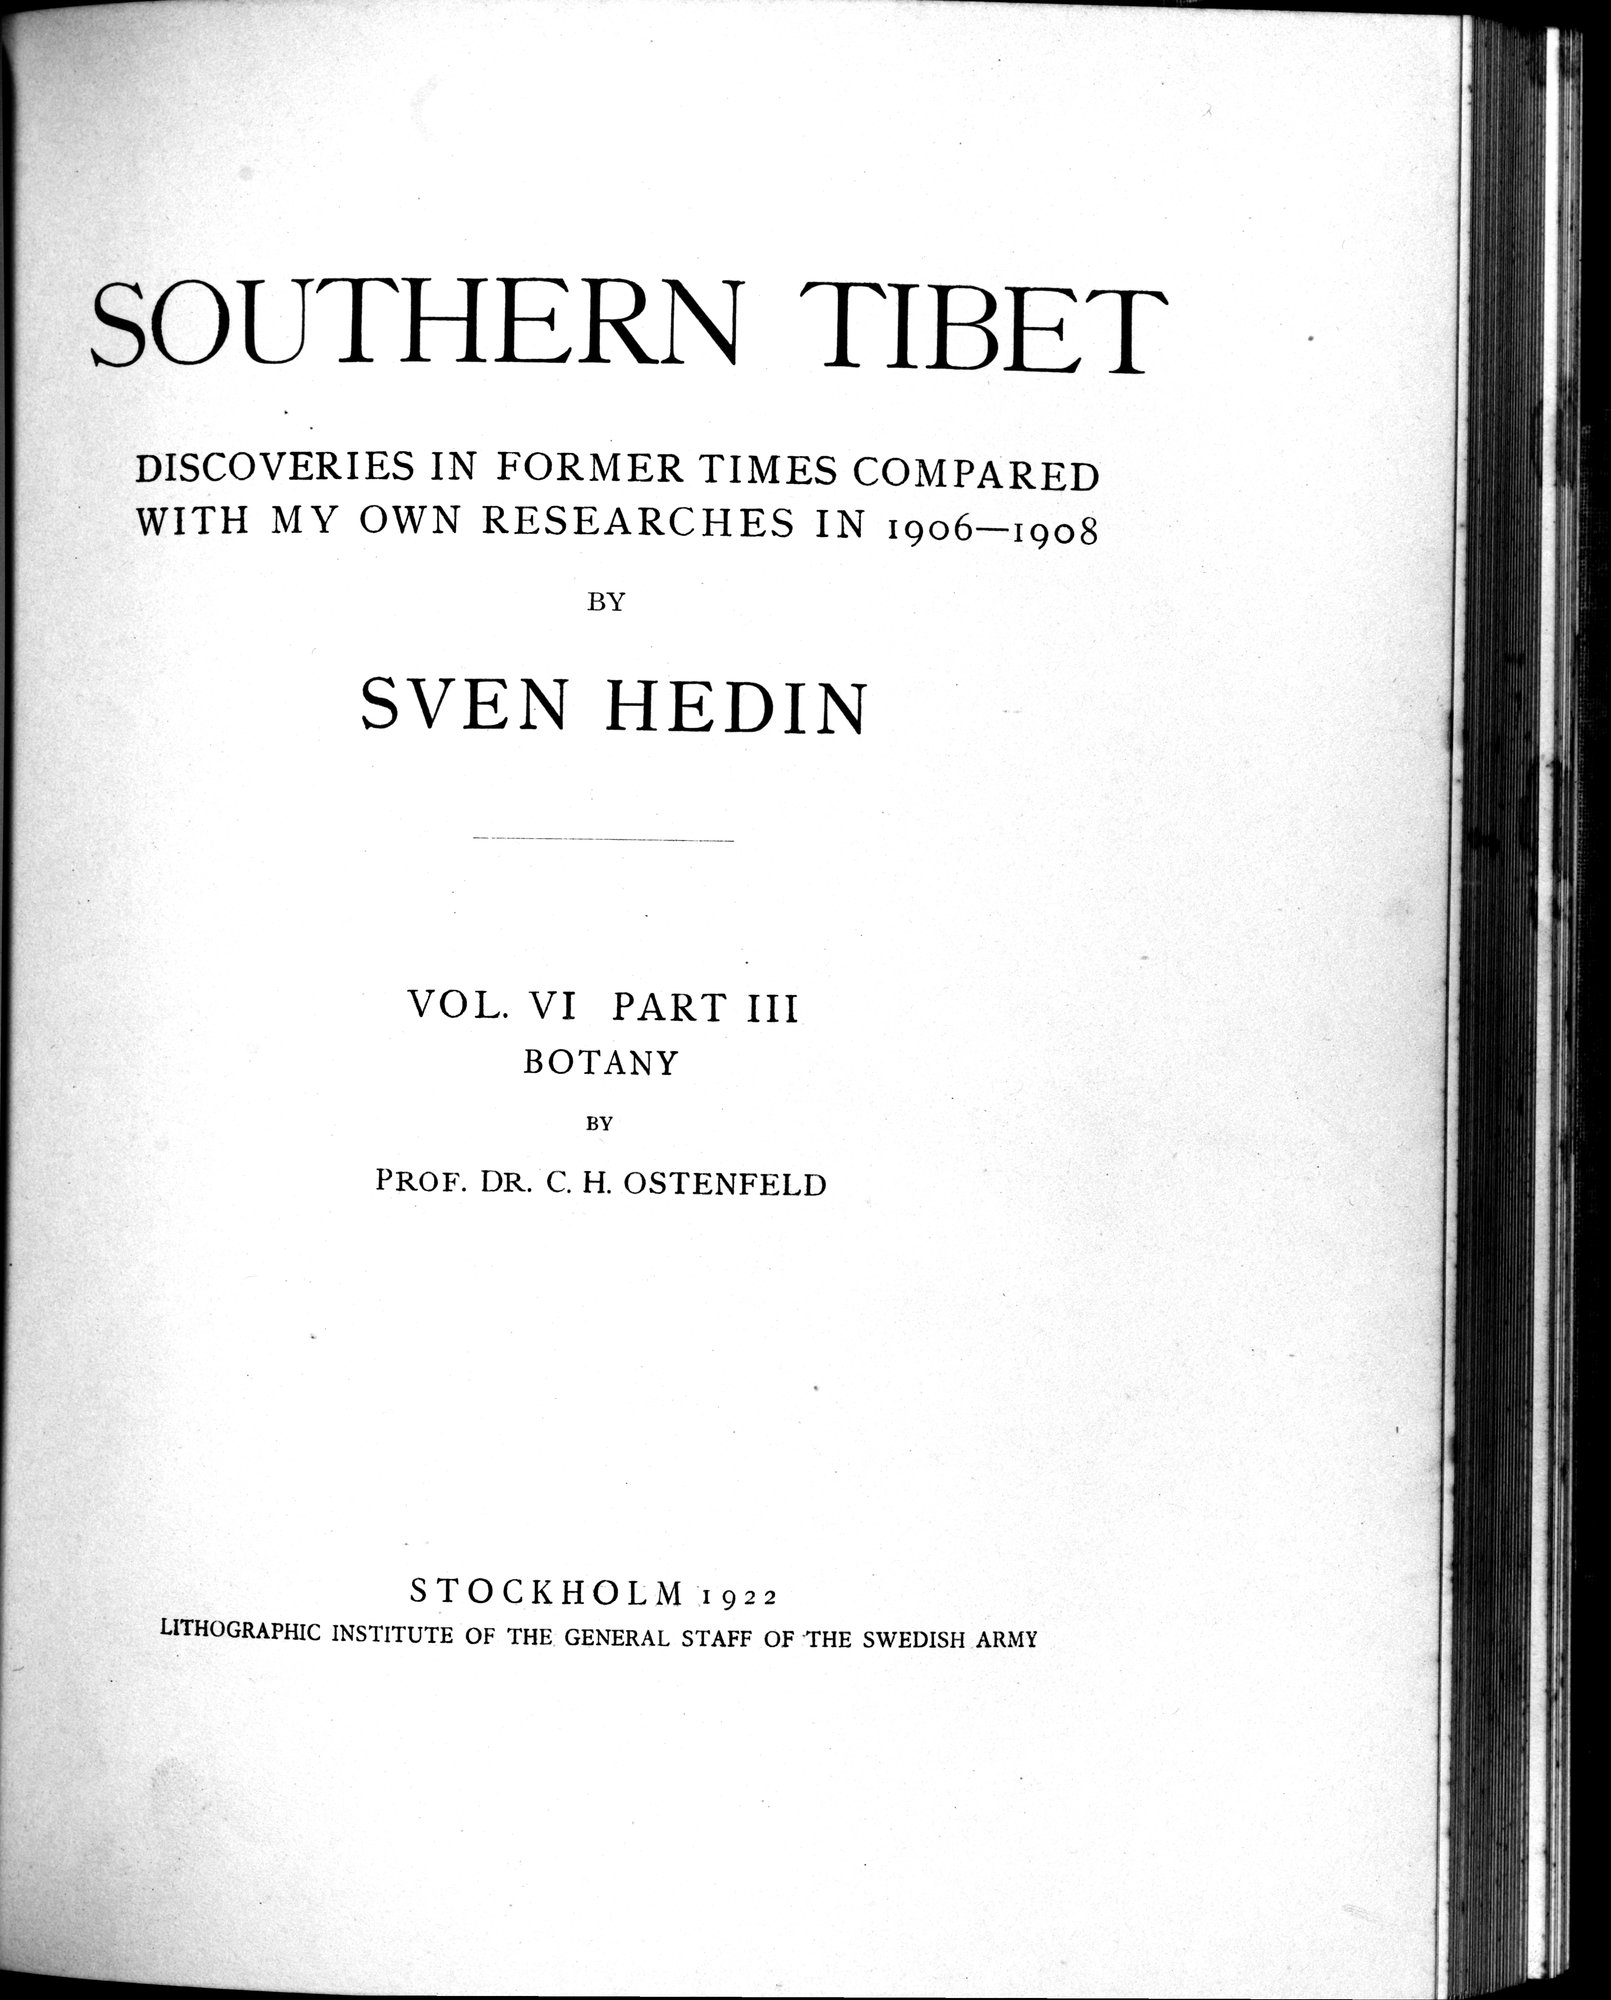 SOUTHERN TIBET
DISCOVERIES IN FORMER TIMES COMPARED
WITH MY OWN RESEARCHES IN 1906—1908
BY
SVEN HEDIN
VOL. VI PART III
BOTANY
BY
PROF. DR. C. H. OSTENFELD
STOCKHOLM 1922
LITHOGRAPHIC INSTITUTE OF THE GENERAL STAFF OF THE SWEDISH ARMY